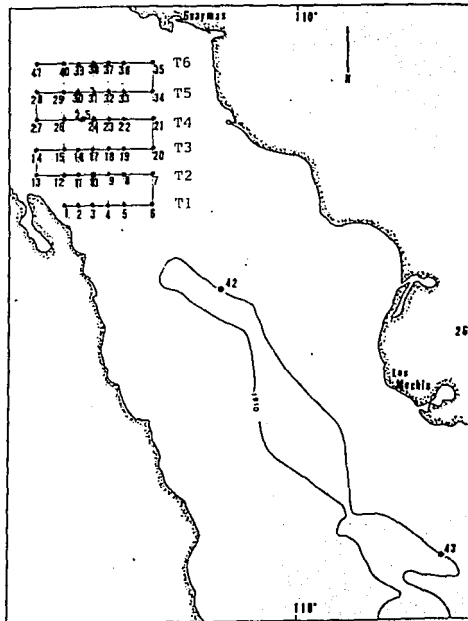 Guaymas
110°
N
41 40 39 38 37 36 35 T6
28 29 30 31 32 33 34 T5
27 26 25 24 23 22 21 T4
14 15 16 17 18 19 20 T3
13 12 11 10 9 8 7 T2
1 2 3 4 5 6 T1
42
26
Los
Mochis
43
110°